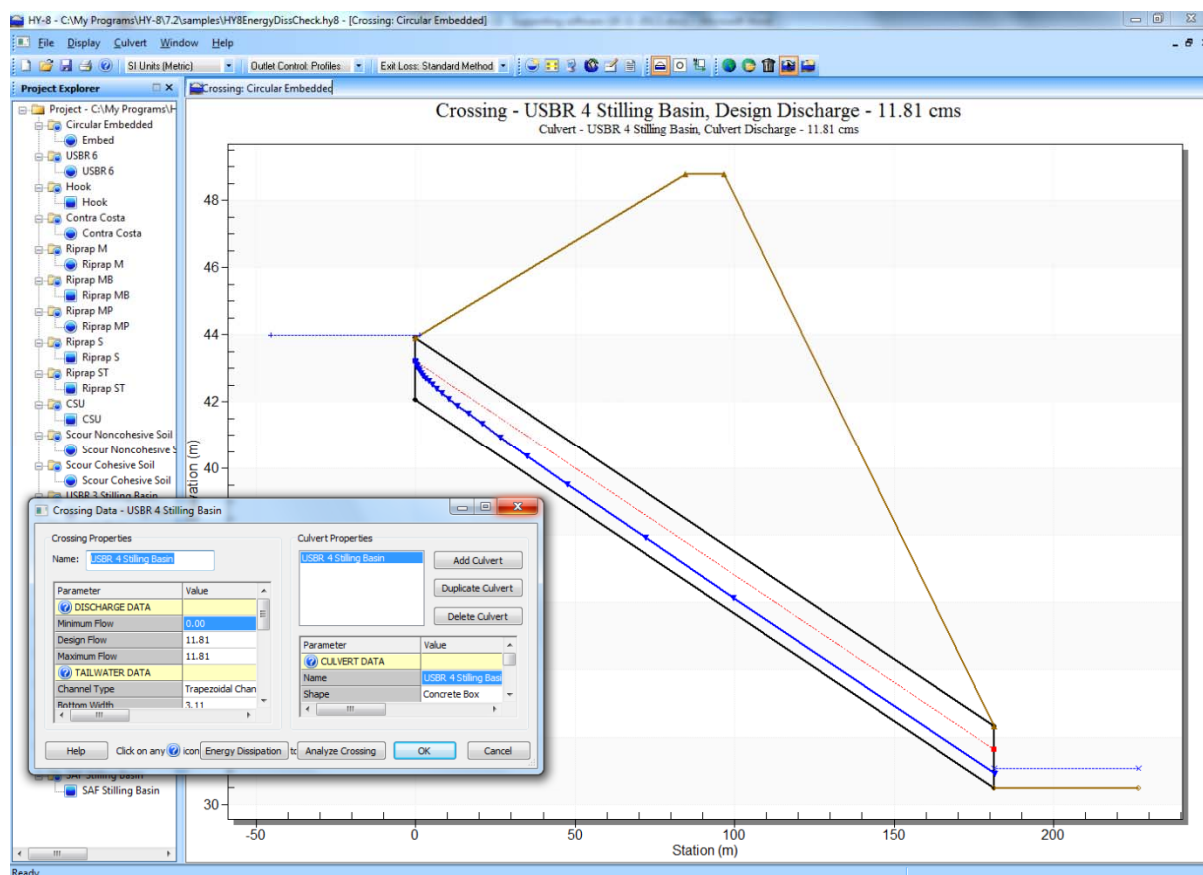 HY-8 - C:\My Programs\HY-8\7.2\samples\HY8EnergyDissCheck.hy8 - [Crossing: Circular Embedded]
File Display Culvert Window Help
SI Units (Metric) Outlet Control: Profiles Exit Loss: Standard Method
Project Explorer
Crossing: Circular Embedded
Project - C:\My Programs\H
Circular Embedded
Embed
USBR 6
USBR 6
Hook
Hook
Contra Costa
Contra Costa
Riprap M
Riprap M
Riprap MB
Riprap MB
Riprap MP
Riprap MP
Riprap S
Riprap S
Riprap ST
Riprap ST
CSU
CSU
Scour Noncohesive Soil
Scour Noncohesive S
Scour Cohesive Soil
Scour Cohesive Soil
USBR 3 Stilling Basin
SAF Stilling Basin
SAF Stilling Basin
Crossing - USBR 4 Stilling Basin, Design Discharge - 11.81 cms
Culvert - USBR 4 Stilling Basin, Culvert Discharge - 11.81 cms
48
46
44
42
40
30
vation (m)
-50 0 50 100 150 200
Station (m)
Crossing Data - USBR 4 Stilling Basin
Crossing Properties
Name: USBR 4 Stilling Basin
Parameter Value
DISCHARGE DATA
Minimum Flow 0.00
Design Flow 11.81
Maximum Flow 11.81
TAILWATER DATA
Channel Type Trapezoidal Chan
Bottom Width 3.11
Culvert Properties
USBR 4 Stilling Basin
Add Culvert
Duplicate Culvert
Delete Culvert
Parameter Value
CULVERT DATA
Name USBR 4 Stilling Basi
Shape Concrete Box
Help Click on any icon Energy Dissipation to Analyze Crossing OK Cancel
Ready